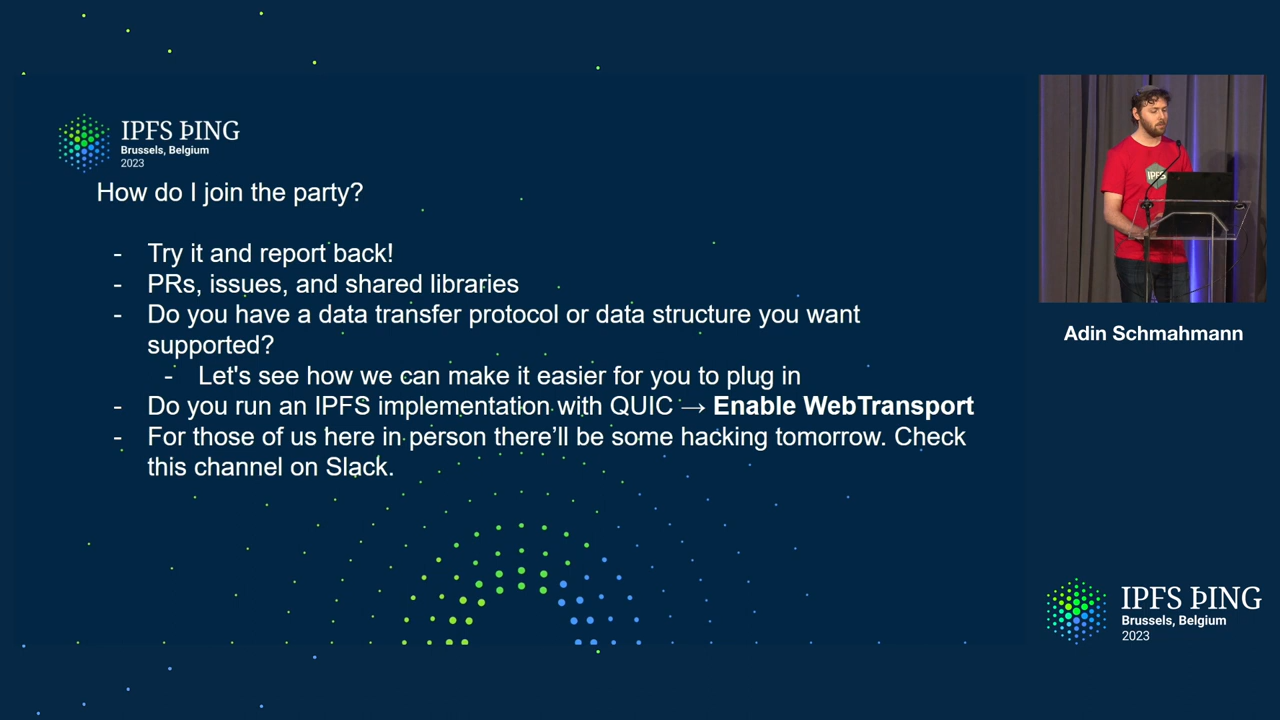 IPFS ÞING
Brussels, Belgium
2023
How do I join the party?
- Try it and report back!
- PRs, issues, and shared libraries
- Do you have a data transfer protocol or data structure you want
supported?
- Let's see how we can make it easier for you to plug in
- Do you run an IPFS implementation with QUIC → Enable WebTransport
- For those of us here in person there’ll be some hacking tomorrow. Check
this channel on Slack.
IPFS
Adin Schmahmann
IPFS ÞING
Brussels, Belgium
2023